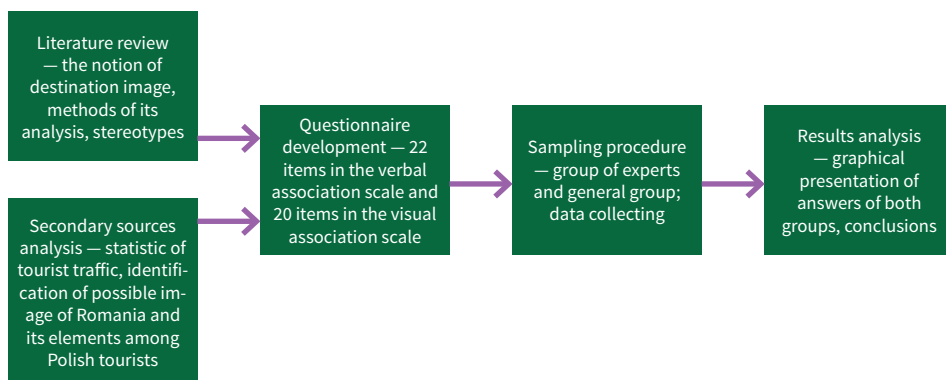 Literature review
— the notion of
destination image,
methods of its
analysis, stereotypes
Secondary sources
analysis — statistic of
tourist traffic, identifi-
cation of possible im-
age of Romania and
its elements among
Polish tourists
Questionnaire
development — 22
items in the verbal
association scale and
20 items in the visual
association scale
Sampling procedure
— group of experts
and general group;
data collecting
Results analysis
— graphical
presentation of
answers of both
groups, conclusions